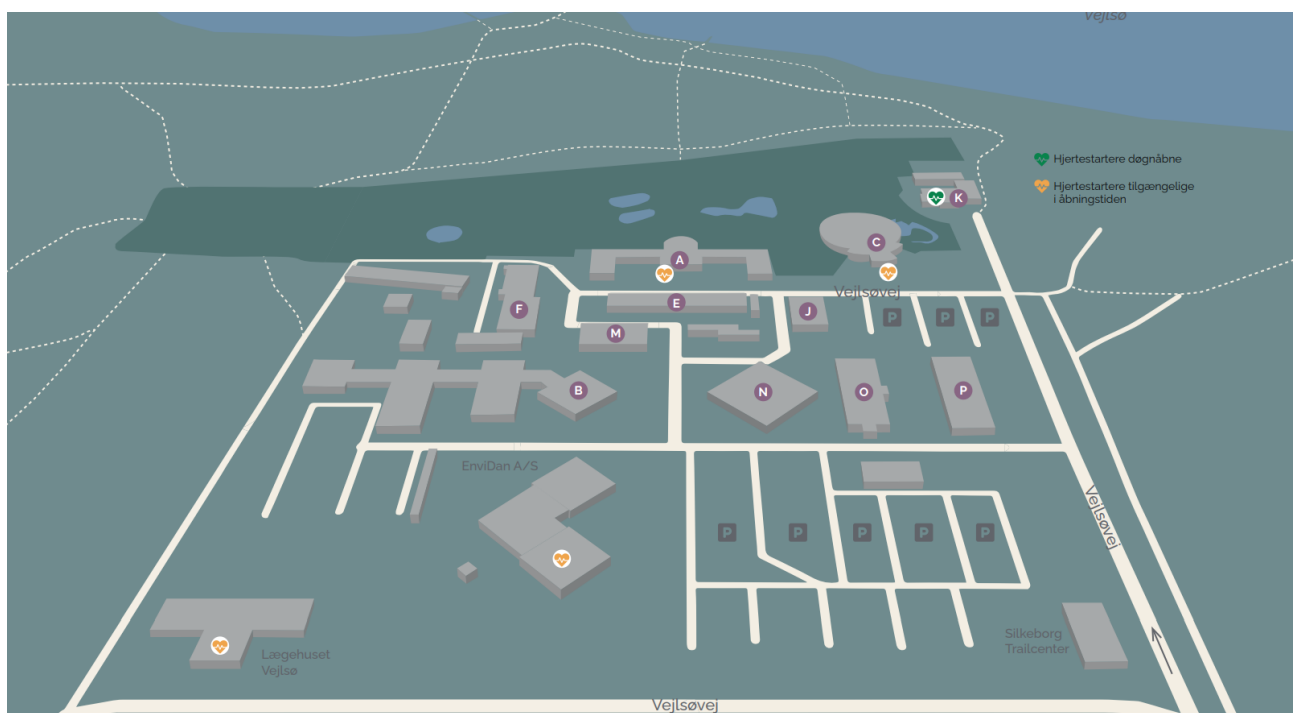 Vejlsø
Hjertestartere døgnåbne
Hjertestartere tilgængelige
i åbningstiden
K
C
A
Vejlsøvej
E
F
J
P
P
P
M
B
N
O
P
EnviDan A/S
P
P
P
P
P
Vejlsøvej
Silkeborg
Trailcenter
Lægehuset
Vejlsø
Vejlsøvej